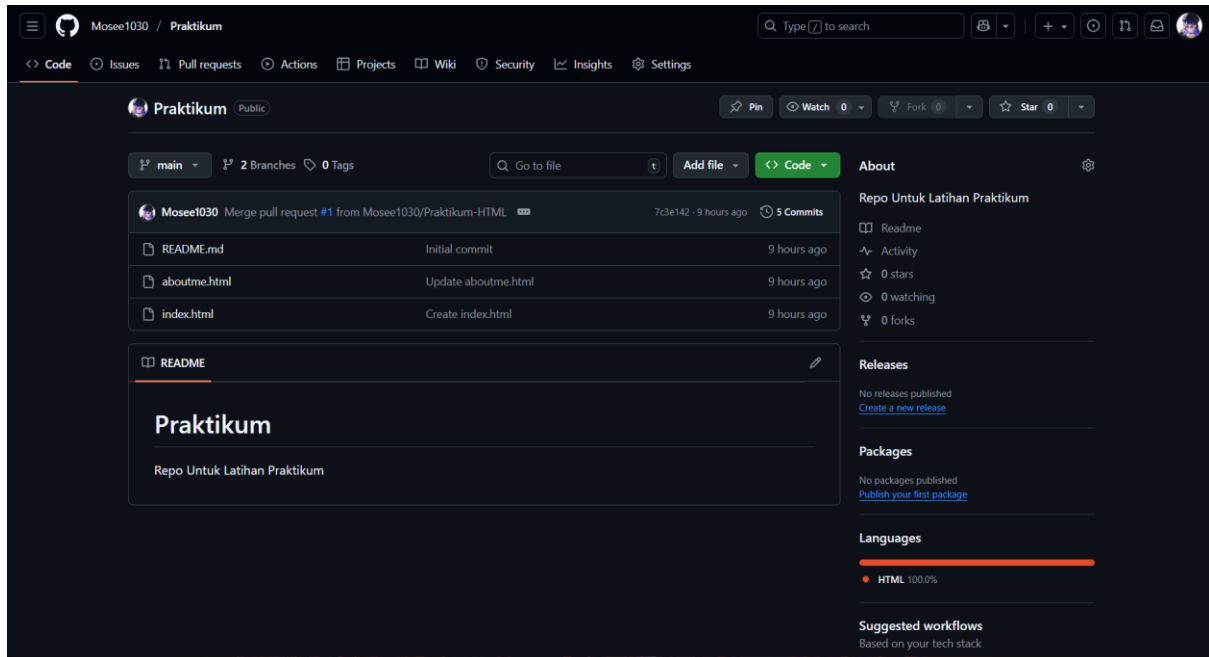 Mosee1030 / Praktikum
Type / to search
Code Issues Pull requests Actions Projects Wiki Security Insights Settings
Praktikum Public
Pin Watch 0 Fork 0 Star 0
main 2 Branches 0 Tags Go to file t Add file Code
Mosee1030 Merge pull request #1 from Mosee1030/Praktikum-HTML 7c3e142 · 9 hours ago 5 Commits
README.md Initial commit 9 hours ago
aboutme.html Update aboutme.html 9 hours ago
index.html Create index.html 9 hours ago
README
Praktikum
Repo Untuk Latihan Praktikum
About
Repo Untuk Latihan Praktikum
Readme
Activity
0 stars
0 watching
0 forks
Releases
No releases published
Create a new release
Packages
No packages published
Publish your first package
Languages
HTML 100.0%
Suggested workflows
Based on your tech stack